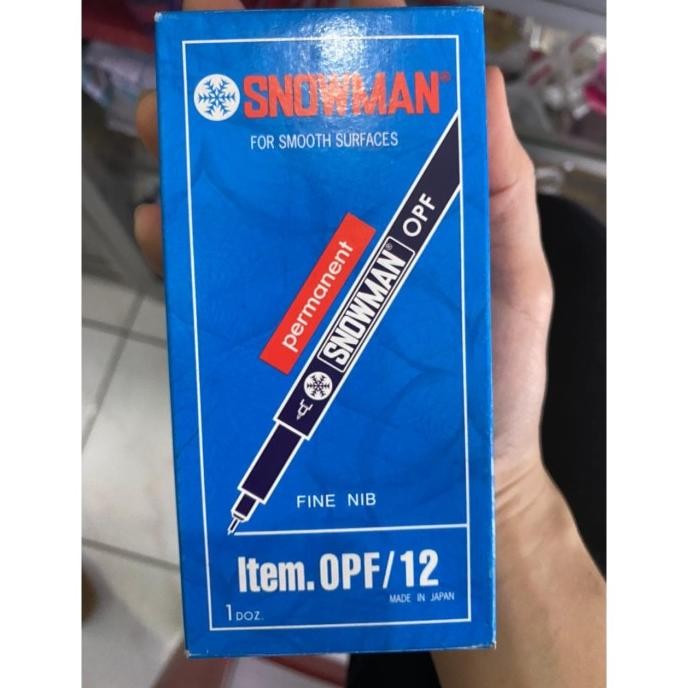 SNOWMAN®
FOR SMOOTH SURFACES
permanent
SNOWMAN® OPF
FINE NIB
Item. OPF/12
MADE IN JAPAN
1 DOZ.